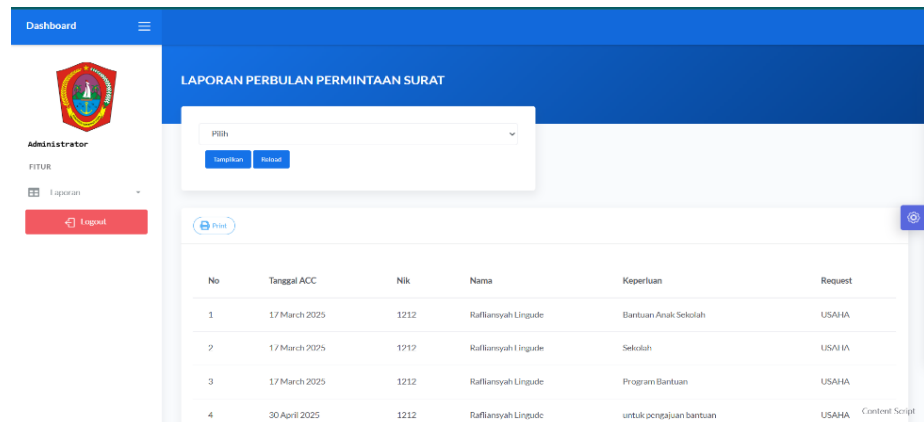 Dashboard
LAPORAN PERBULAN PERMINTAAN SURAT
Administrator
FITUR
Laporan
Logout
Pilih
Tampilkan Reload
Print
No Tanggal ACC Nik Nama Keperluan Request
1 17 March 2025 1212 Rafliansyah Lingude Bantuan Anak Sekolah USAHA
2 17 March 2025 1212 Rafliansyah Lingude Sekolah USAHA
3 17 March 2025 1212 Rafliansyah Lingude Program Bantuan USAHA
4 30 April 2025 1212 Rafliansyah Lingude untuk pengajuan bantuan USAHA
Content Script